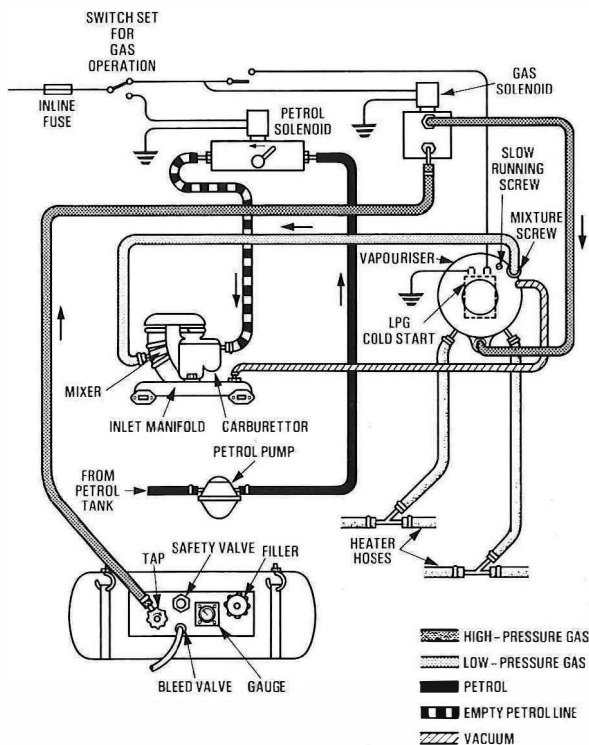 SWITCH SET
FOR
GAS
OPERATION
INLINE
FUSE
PETROL
SOLENOID
GAS
SOLENOID
SLOW
RUNNING
SCREW
MIXTURE
SCREW
VAPOURISER
LPG
COLD START
MIXER
INLET MANIFOLD
CARBURETTOR
PETROL PUMP
FROM
PETROL
TANK
HEATER
HOSES
TAP
SAFETY VALVE
FILLER
BLEED VALVE
GAUGE
HIGH-PRESSURE GAS
LOW-PRESSURE GAS
PETROL
EMPTY PETROL LINE
VACUUM